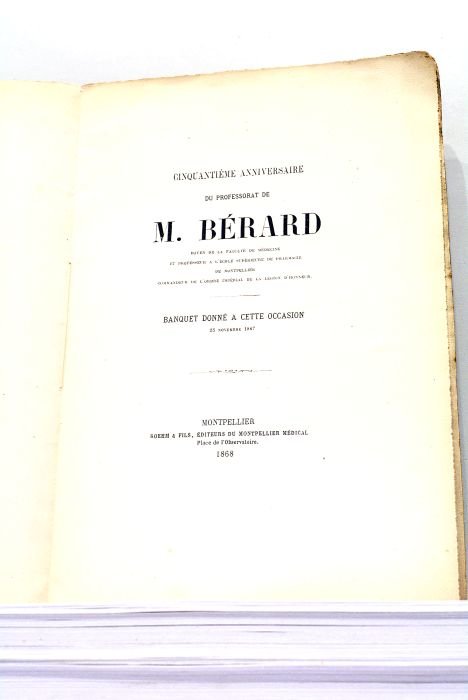 CINQUANTIÈME ANNIVERSAIRE
DU PROFESSORAT DE
M. BÉRARD
DOYEN DE LA FACULTÉ DE MÉDECINE
ET PROFESSEUR A L'ÉCOLE SUPÉRIEURE DE PHARMACIE
DE MONTPELLIER
COMMANDEUR DE L'ORDRE IMPÉRIAL DE LA LÉGION D'HONNEUR.
BANQUET DONNÉ A CETTE OCCASION
25 NOVEMBRE 1867
MONTPELLIER
BOEHM & FILS, ÉDITEURS DU MONTPELLIER MÉDICAL
Place de l'Observatoire.
1868